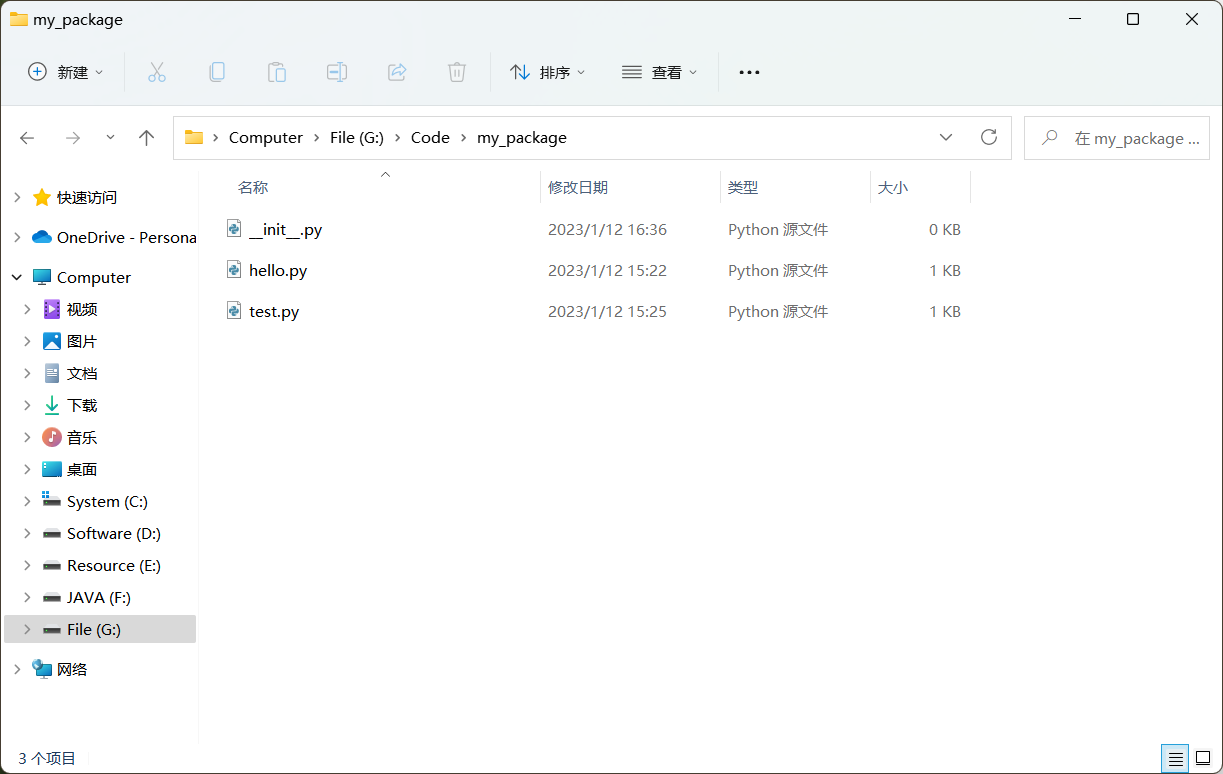 my_package
新建
排序
查看
Computer
File (G:)
Code
my_package
在 my_package ...
快速访问
OneDrive - Persona
Computer
视频
图片
文档
下载
音乐
桌面
System (C:)
Software (D:)
Resource (E:)
JAVA (F:)
File (G:)
网络
名称 修改日期 类型 大小
__init__.py 2023/1/12 16:36 Python 源文件 0 KB
hello.py 2023/1/12 15:22 Python 源文件 1 KB
test.py 2023/1/12 15:25 Python 源文件 1 KB
3 个项目